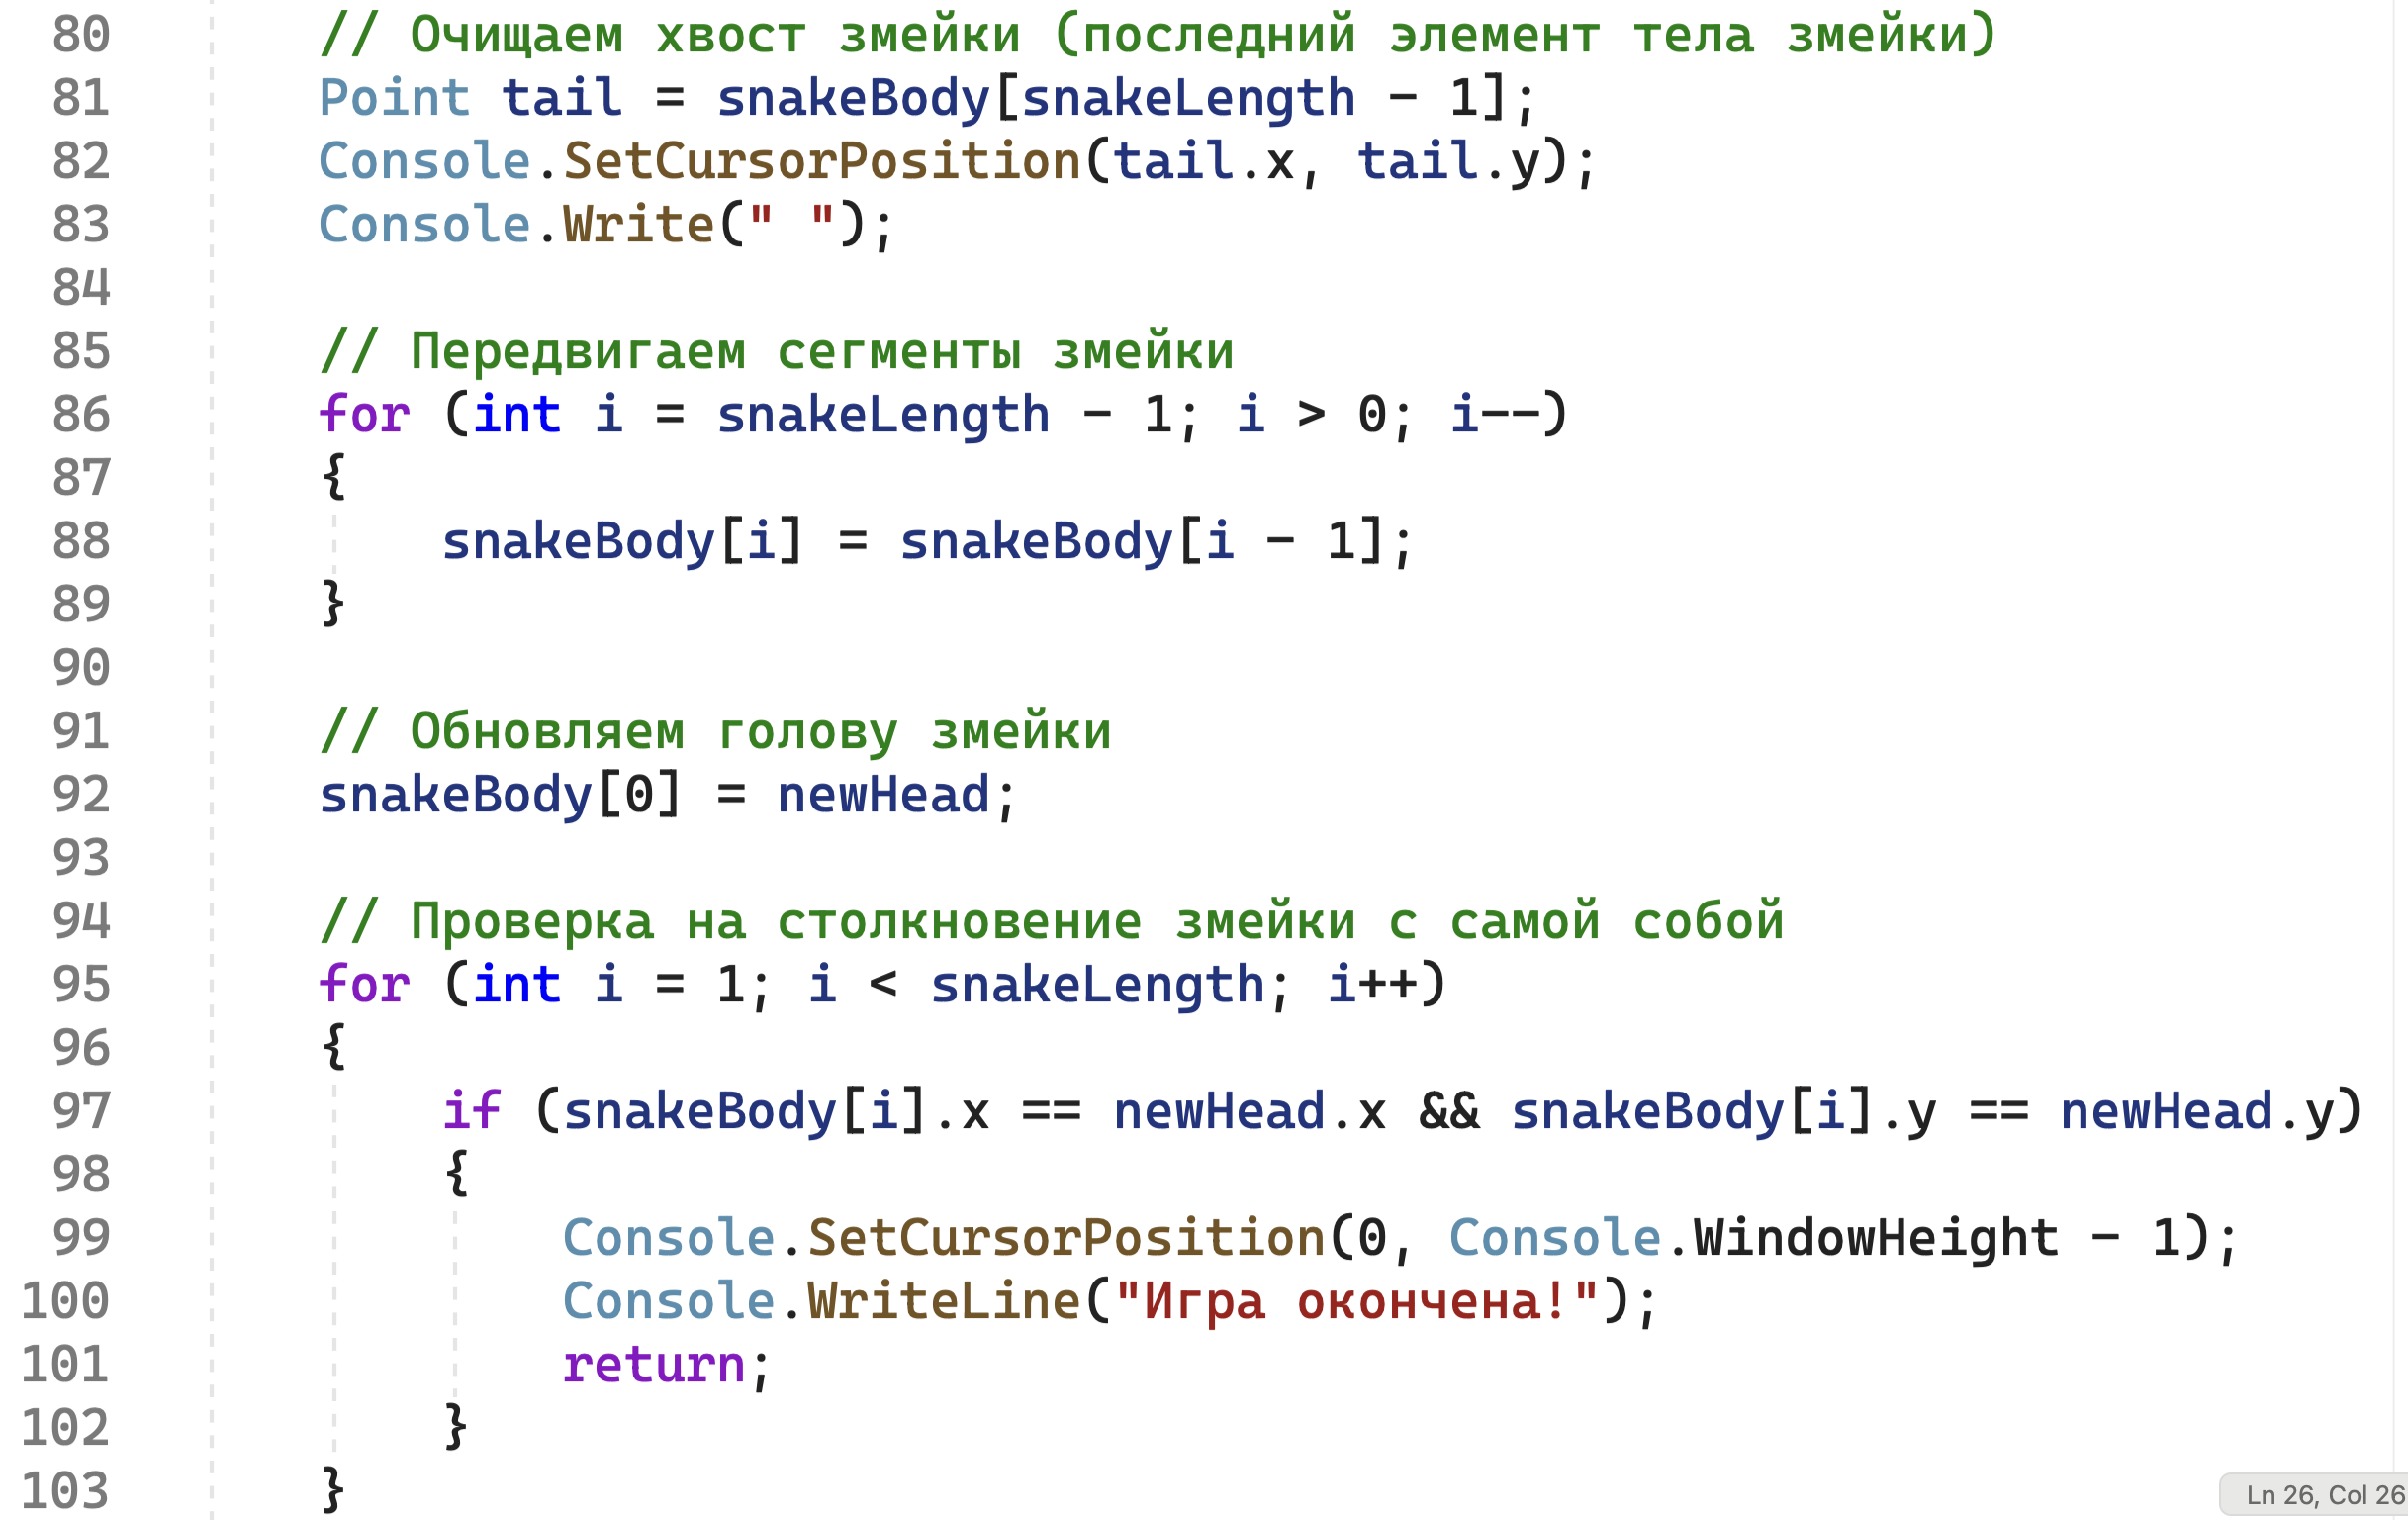 80 // Очищаем хвост змейки (последний элемент тела змейки)
81 Point tail = snakeBody[snakeLength - 1];
82 Console.SetCursorPosition(tail.x, tail.y);
83 Console.Write(" ");
84
85 // Передвигаем сегменты змейки
86 for (int i = snakeLength - 1; i > 0; i--)
87 {
88 snakeBody[i] = snakeBody[i - 1];
89 }
90
91 // Обновляем голову змейки
92 snakeBody[0] = newHead;
93
94 // Проверка на столкновение змейки с самой собой
95 for (int i = 1; i < snakeLength; i++)
96 {
97 if (snakeBody[i].x == newHead.x && snakeBody[i].y == newHead.y)
98 {
99 Console.SetCursorPosition(0, Console.WindowHeight - 1);
100 Console.WriteLine("Игра окончена!");
101 return;
102 }
103 }
Ln 26, Col 26